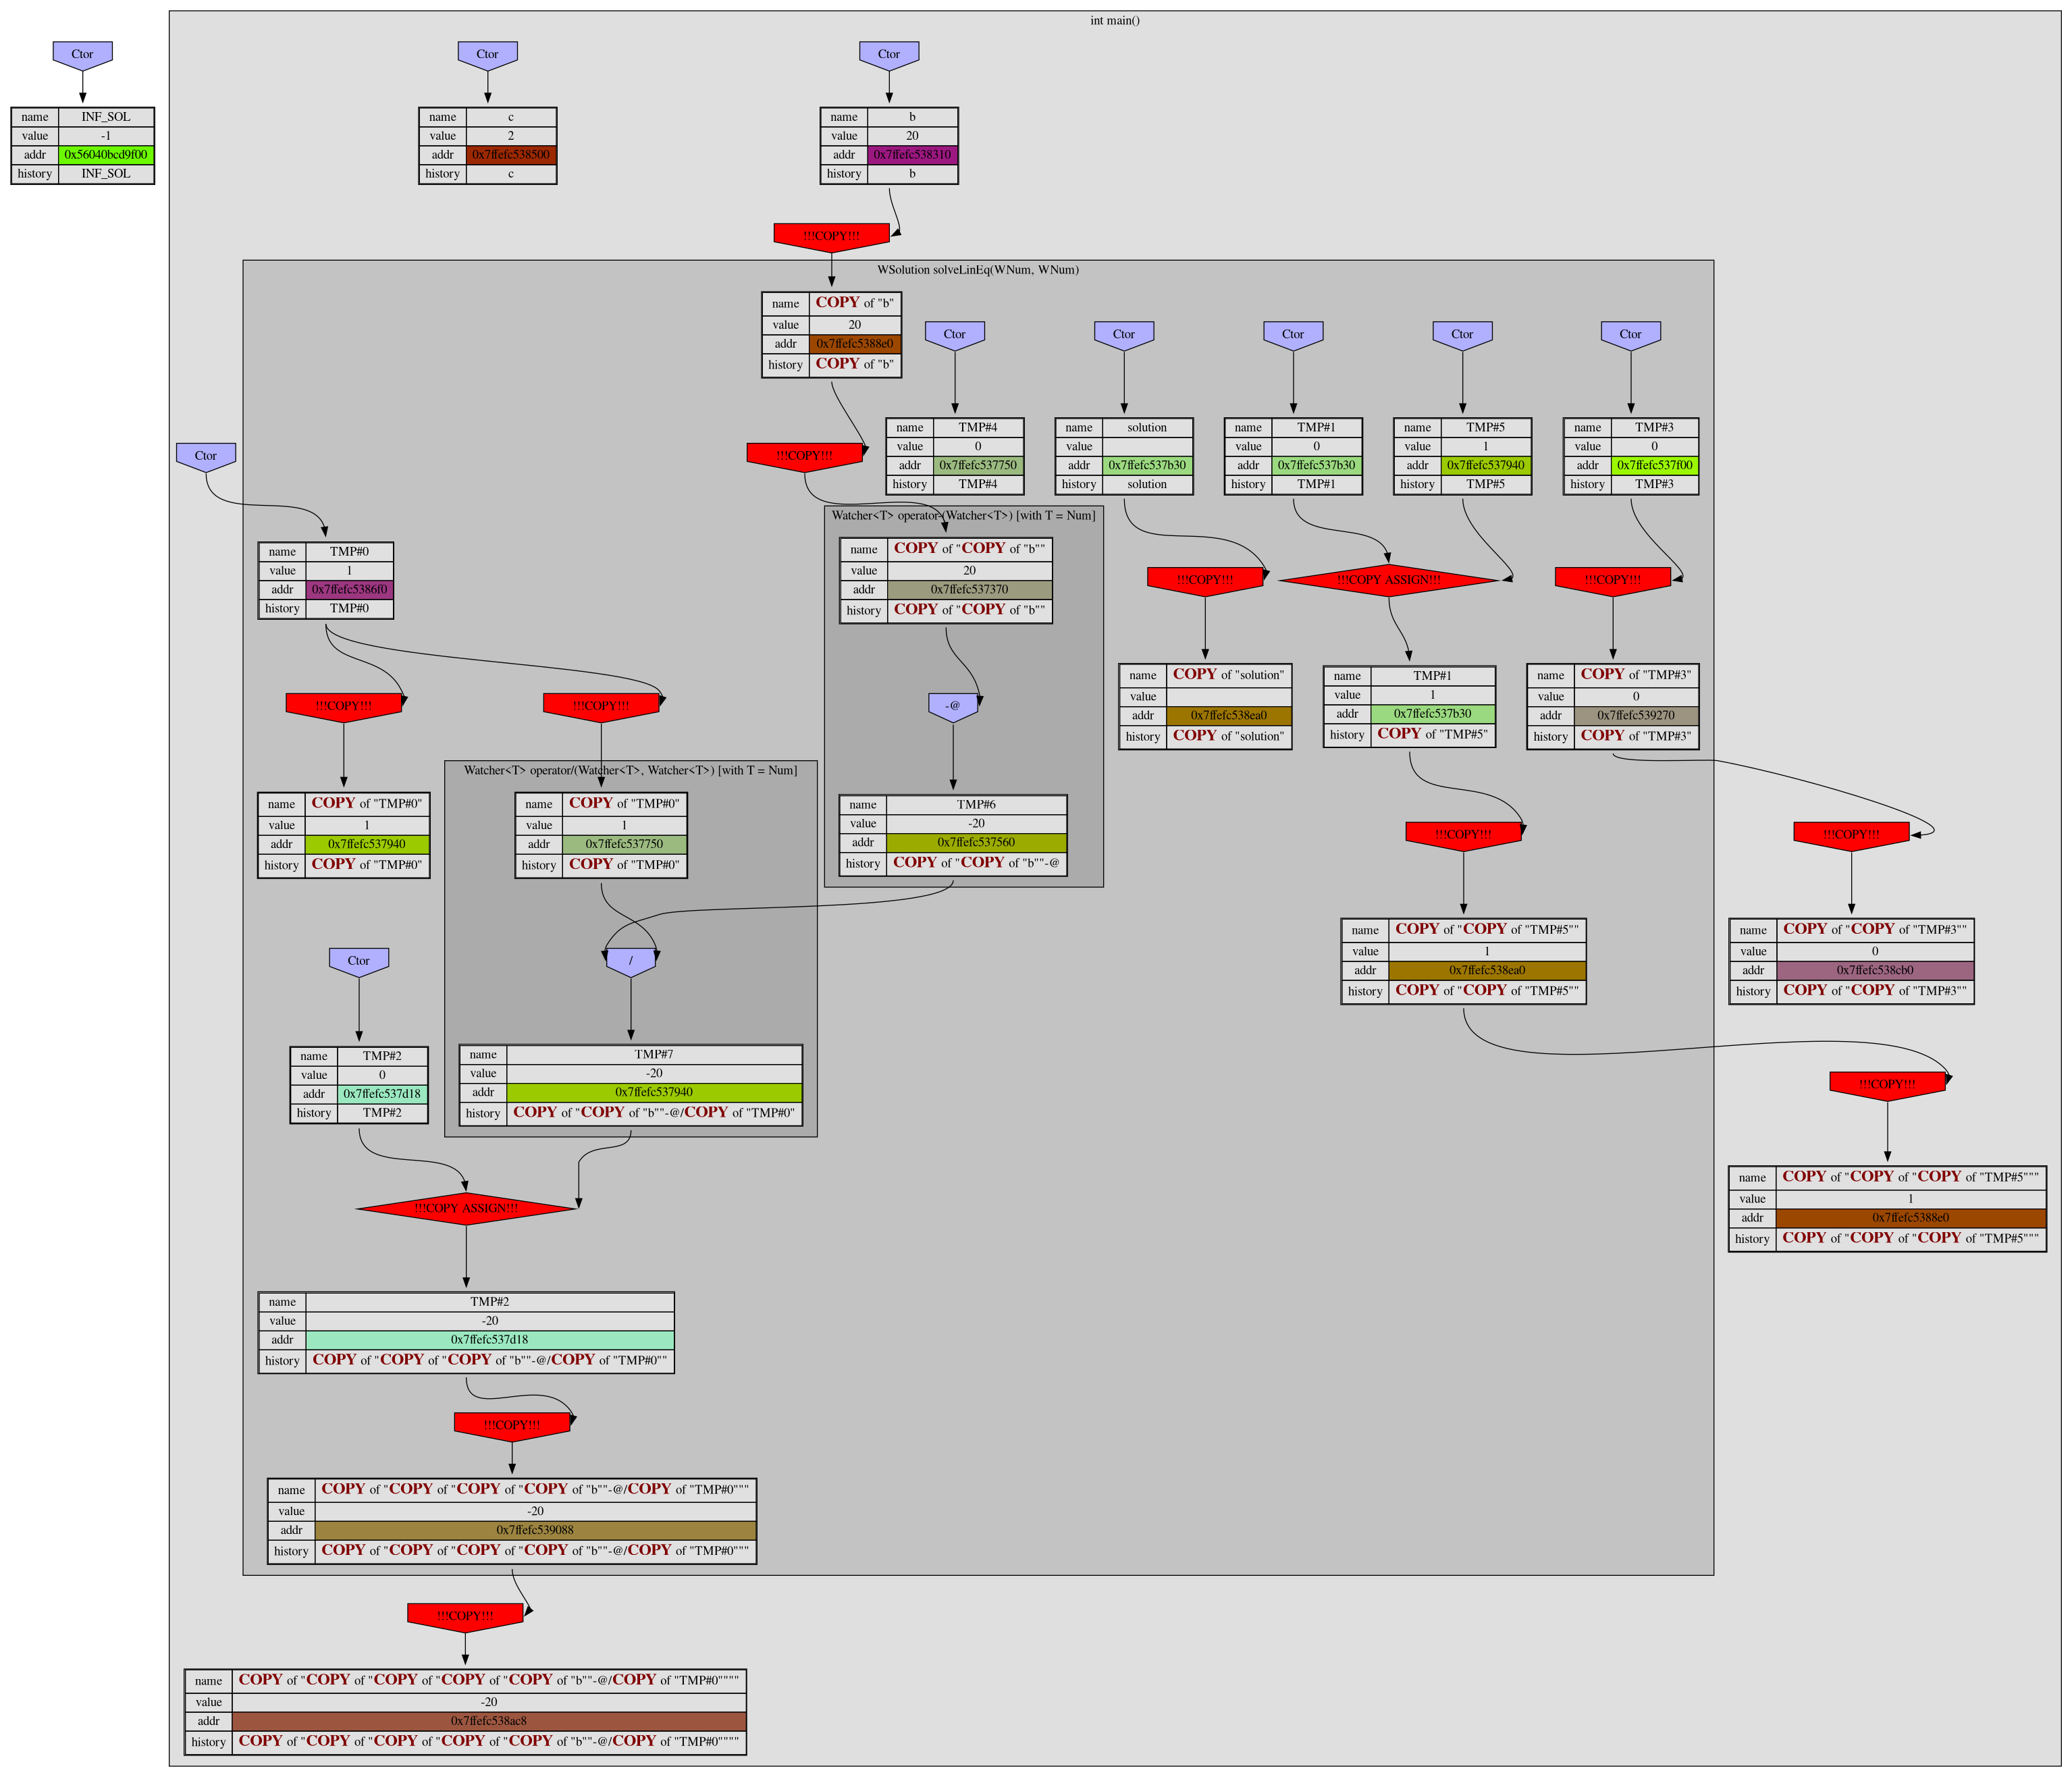 int main()
Ctor
Ctor
Ctor
name INF_SOL
value -1
addr 0x56040bcd9f00
history INF_SOL
name c
value 2
addr 0x7ffefc538500
history c
name b
value 20
addr 0x7ffefc538310
history b
!!!COPY!!!
WSolution solveLinEq(WNum, WNum)
name COPY of "b"
value 20
addr 0x7ffefc5388e0
history COPY of "b"
Ctor
Ctor
Ctor
Ctor
Ctor
Ctor
!!!COPY!!!
name TMP#4
value 0
addr 0x7ffefc537750
history TMP#4
name solution
value
addr 0x7ffefc537b30
history solution
name TMP#1
value 0
addr 0x7ffefc537b30
history TMP#1
name TMP#5
value 1
addr 0x7ffefc537940
history TMP#5
name TMP#3
value 0
addr 0x7ffefc537f00
history TMP#3
Watcher<T> operator-(Watcher<T>) [with T = Num]
name TMP#0
value 1
addr 0x7ffefc5386f0
history TMP#0
name COPY of "COPY of "b""
value 20
addr 0x7ffefc537370
history COPY of "COPY of "b""
!!!COPY!!!
!!!COPY ASSIGN!!!
!!!COPY!!!
!!!COPY!!!
!!!COPY!!!
-@
name COPY of "solution"
value
addr 0x7ffefc538ea0
history COPY of "solution"
name TMP#1
value 1
addr 0x7ffefc537b30
history COPY of "TMP#5"
name COPY of "TMP#3"
value 0
addr 0x7ffefc539270
history COPY of "TMP#3"
Watcher<T> operator/(Watcher<T>, Watcher<T>) [with T = Num]
name COPY of "TMP#0"
value 1
addr 0x7ffefc537940
history COPY of "TMP#0"
name COPY of "TMP#0"
value 1
addr 0x7ffefc537750
history COPY of "TMP#0"
name TMP#6
value -20
addr 0x7ffefc537560
history COPY of "COPY of "b""-@
!!!COPY!!!
!!!COPY!!!
Ctor
/
name COPY of "COPY of "TMP#5""
value 1
addr 0x7ffefc538ea0
history COPY of "COPY of "TMP#5""
name COPY of "COPY of "TMP#3""
value 0
addr 0x7ffefc538cb0
history COPY of "COPY of "TMP#3""
name TMP#2
value 0
addr 0x7ffefc537d18
history TMP#2
name TMP#7
value -20
addr 0x7ffefc537940
history COPY of "COPY of "b""-@/COPY of "TMP#0"
!!!COPY!!!
!!!COPY ASSIGN!!!
name COPY of "COPY of "COPY of "TMP#5"""
value 1
addr 0x7ffefc5388e0
history COPY of "COPY of "COPY of "TMP#5"""
name TMP#2
value -20
addr 0x7ffefc537d18
history COPY of "COPY of "COPY of "b""-@/COPY of "TMP#0""
!!!COPY!!!
name COPY of "COPY of "COPY of "COPY of "b""-@/COPY of "TMP#0"""
value -20
addr 0x7ffefc539088
history COPY of "COPY of "COPY of "COPY of "b""-@/COPY of "TMP#0"""
!!!COPY!!!
name COPY of "COPY of "COPY of "COPY of "COPY of "b""-@/COPY of "TMP#0""""
value -20
addr 0x7ffefc538ac8
history COPY of "COPY of "COPY of "COPY of "COPY of "b""-@/COPY of "TMP#0""""